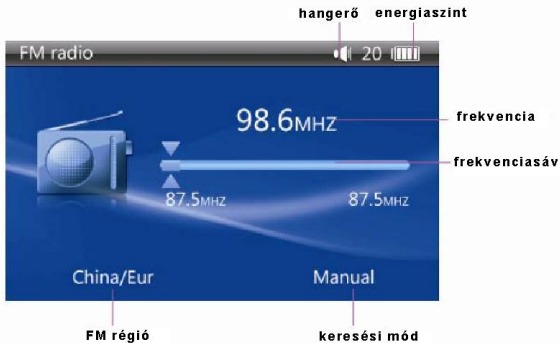 hangerő energiaszint
FM radio 20
98.6MHZ
frekvencia
frekvenciasáv
87.5MHZ 87.5MHZ
China/Eur Manual
FM régió keresési mód